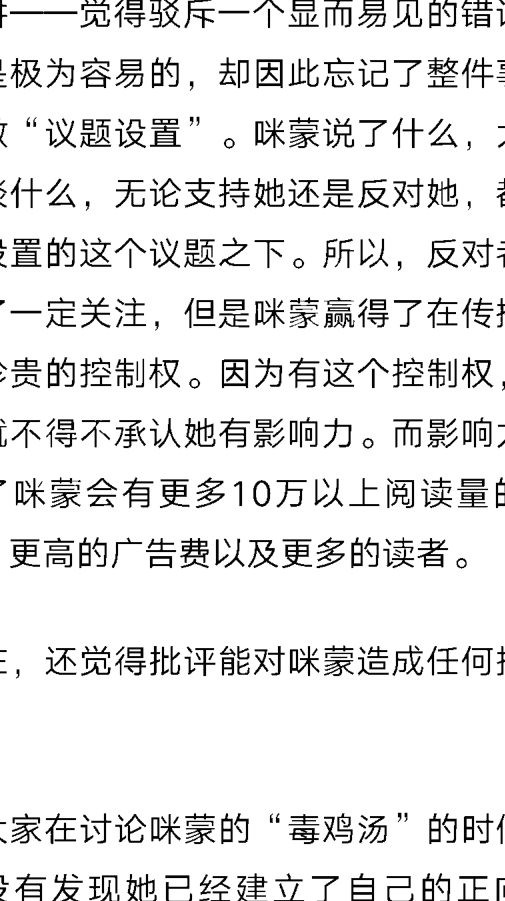 ——觉得驳斥一个显而易见的错
是极为容易的，却因此忘记了整件
“议题设置”。咪蒙说了什么，
什么，无论支持她还是反对她，
设置的这个议题之下。所以，反对者
了一定关注，但是咪蒙赢得了在传
珍贵的控制权。因为有这个控制权，
就不得不承认她有影响力。而影响力
了咪蒙会有更多10万以上阅读量的
，更高的广告费以及更多的读者。
，还觉得批评能对咪蒙造成任何
大家在讨论咪蒙的“毒鸡汤”的时
没有发现她已经建立了自己的正向